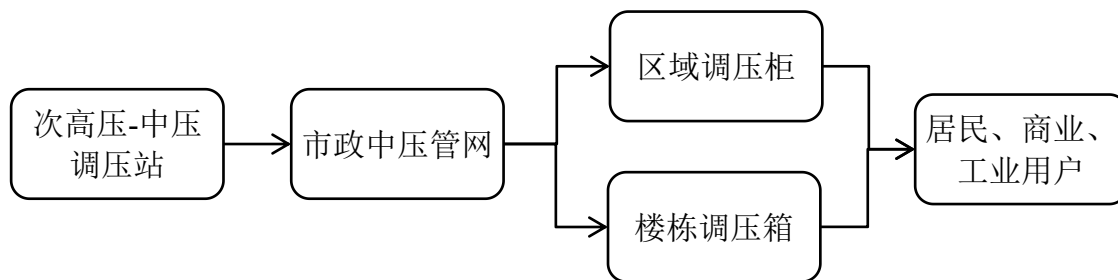 次高压-中压
调压站
市政中压管网
区域调压柜
楼栋调压箱
居民、商业、
工业用户